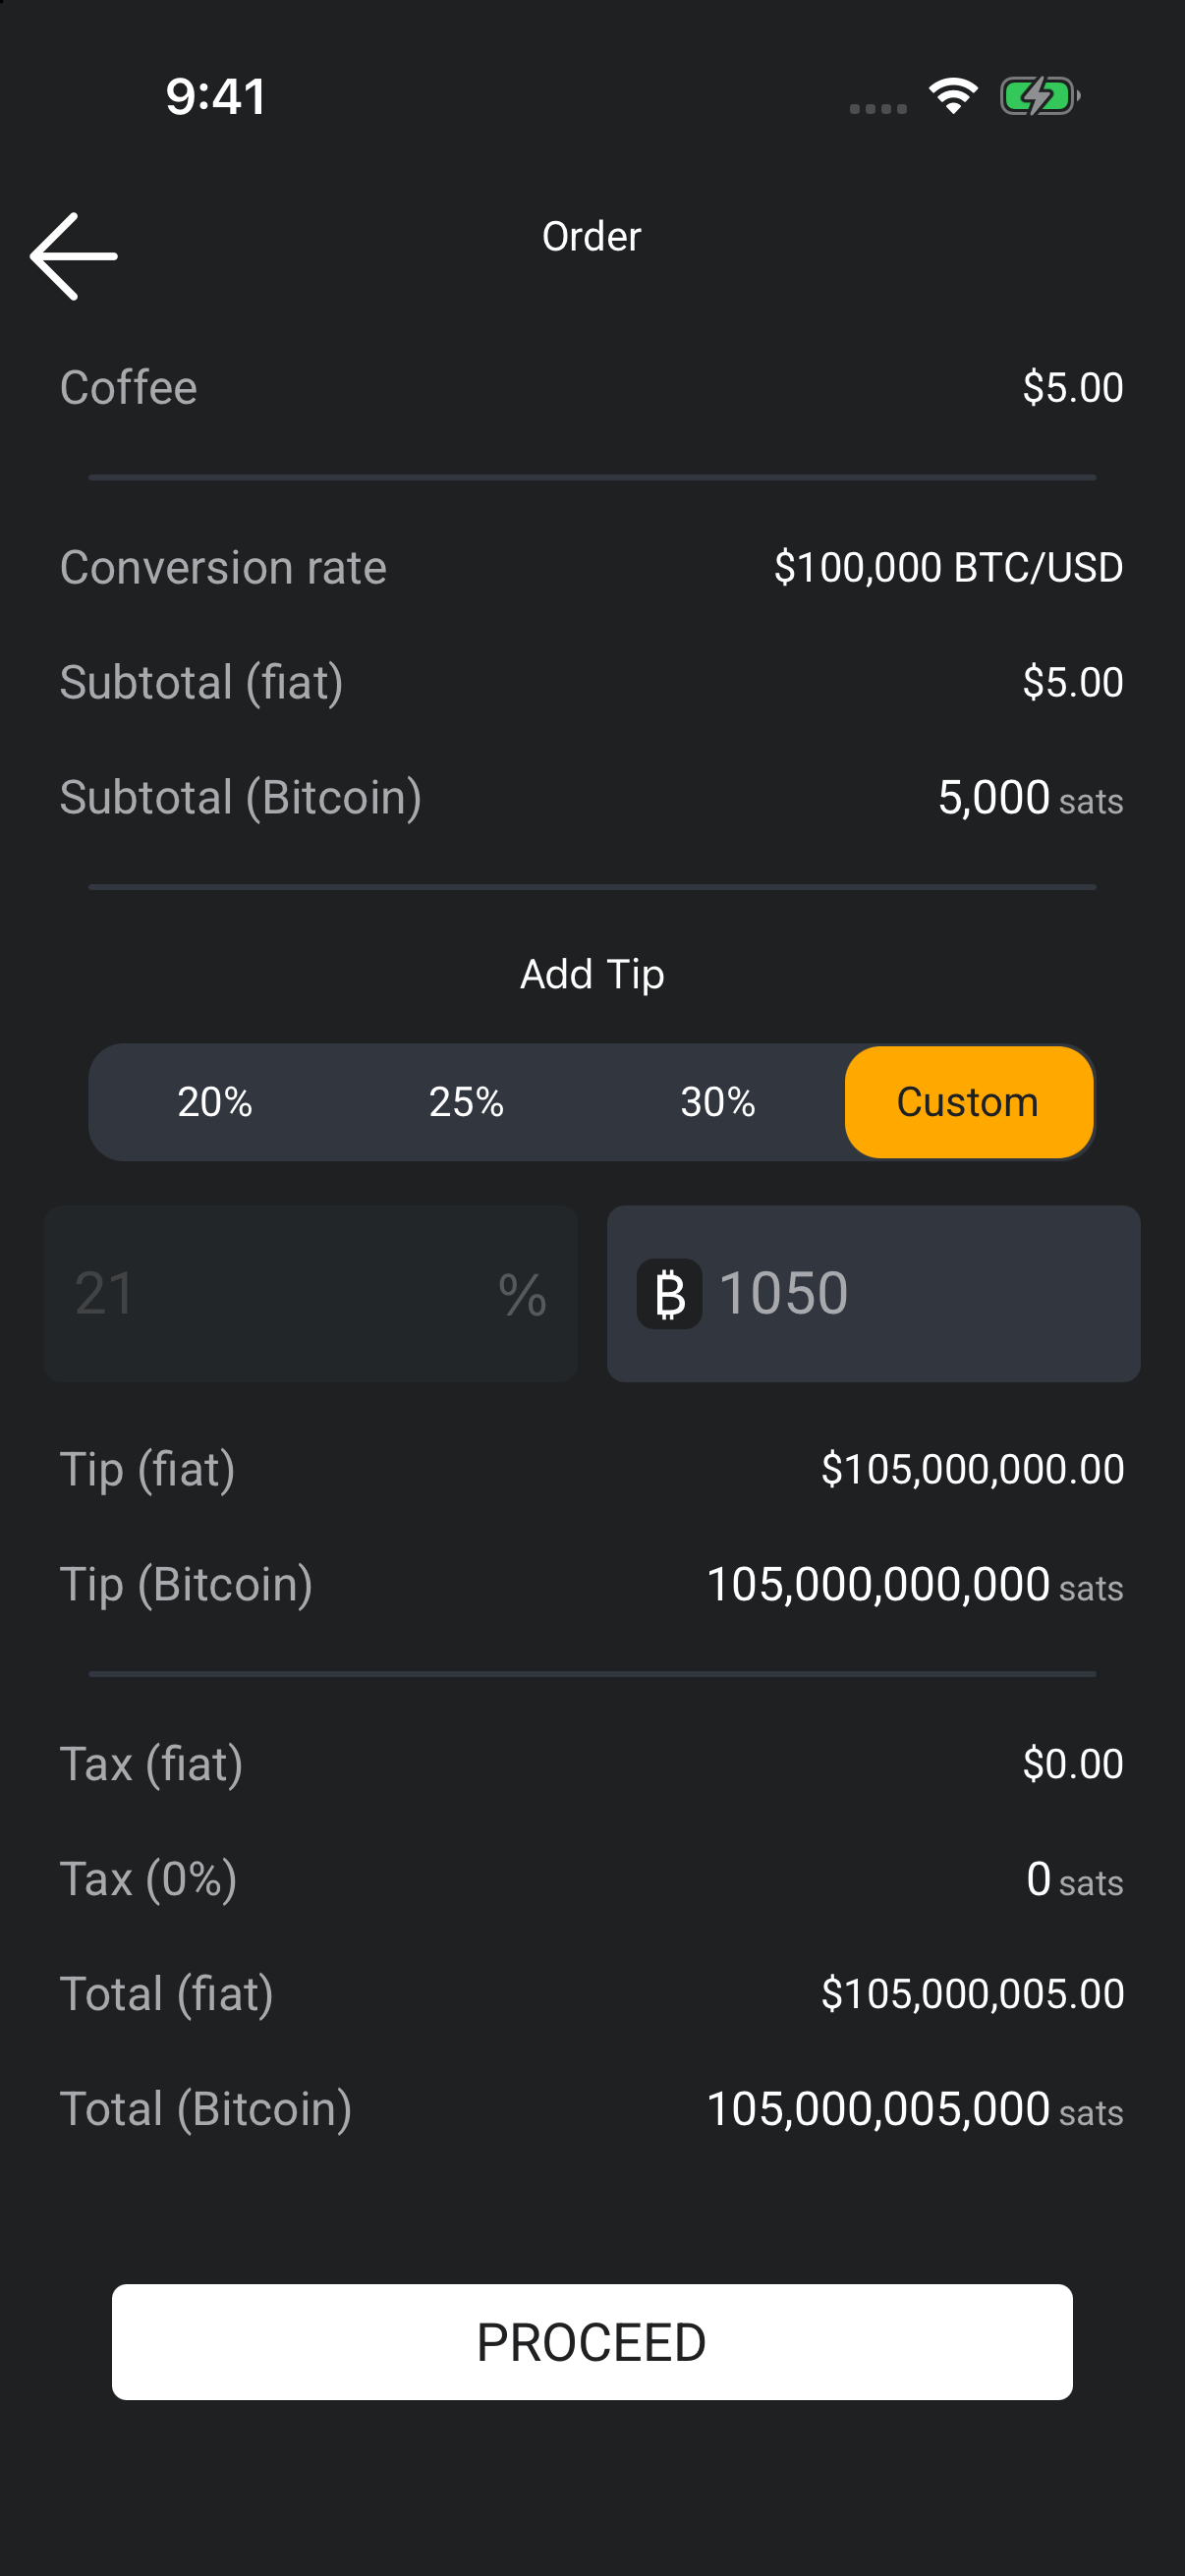 9:41
Order
Coffee $5.00
Conversion rate $100,000 BTC/USD
Subtotal (fiat) $5.00
Subtotal (Bitcoin) 5,000 sats
Add Tip
20% 25% 30% Custom
21 % ₿ 1050
Tip (fiat) $105,000,000.00
Tip (Bitcoin) 105,000,000,000 sats
Tax (fiat) $0.00
Tax (0%) 0 sats
Total (fiat) $105,000,005.00
Total (Bitcoin) 105,000,005,000 sats
PROCEED